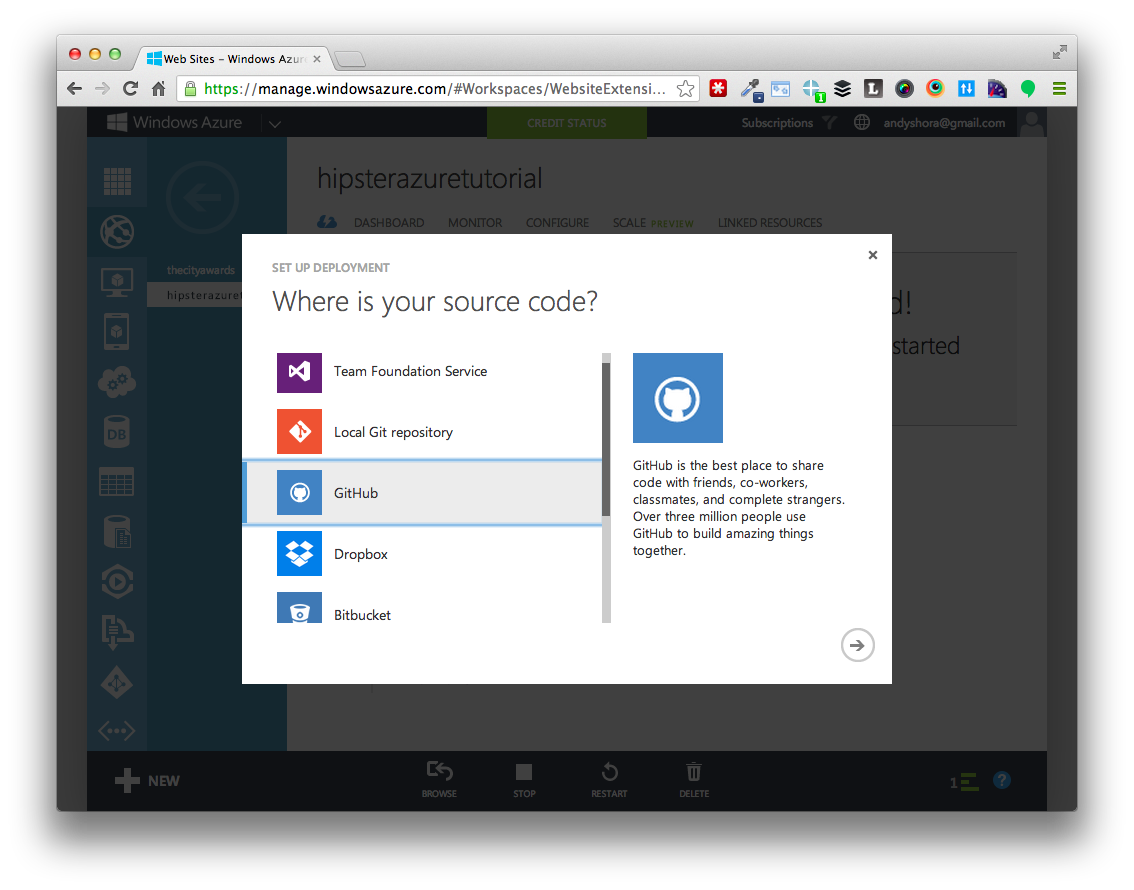 Web Sites – Windows Azur
https://manage.windowsazure.com/#Workspaces/WebsiteExtensi...
1
L
Windows Azure
CREDIT STATUS
Subscriptions
andyshora@gmail.com
hipsterazuretutorial
DASHBOARD
MONITOR
CONFIGURE
SCALE PREVIEW
LINKED RESOURCES
thecityawards
hipsterazuret
DB
d!
started
SET UP DEPLOYMENT
Where is your source code?
Team Foundation Service
Local Git repository
GitHub
Dropbox
Bitbucket
GitHub is the best place to share
code with friends, co-workers,
classmates, and complete strangers.
Over three million people use
GitHub to build amazing things
together.
NEW
BROWSE
STOP
RESTART
DELETE
1
?